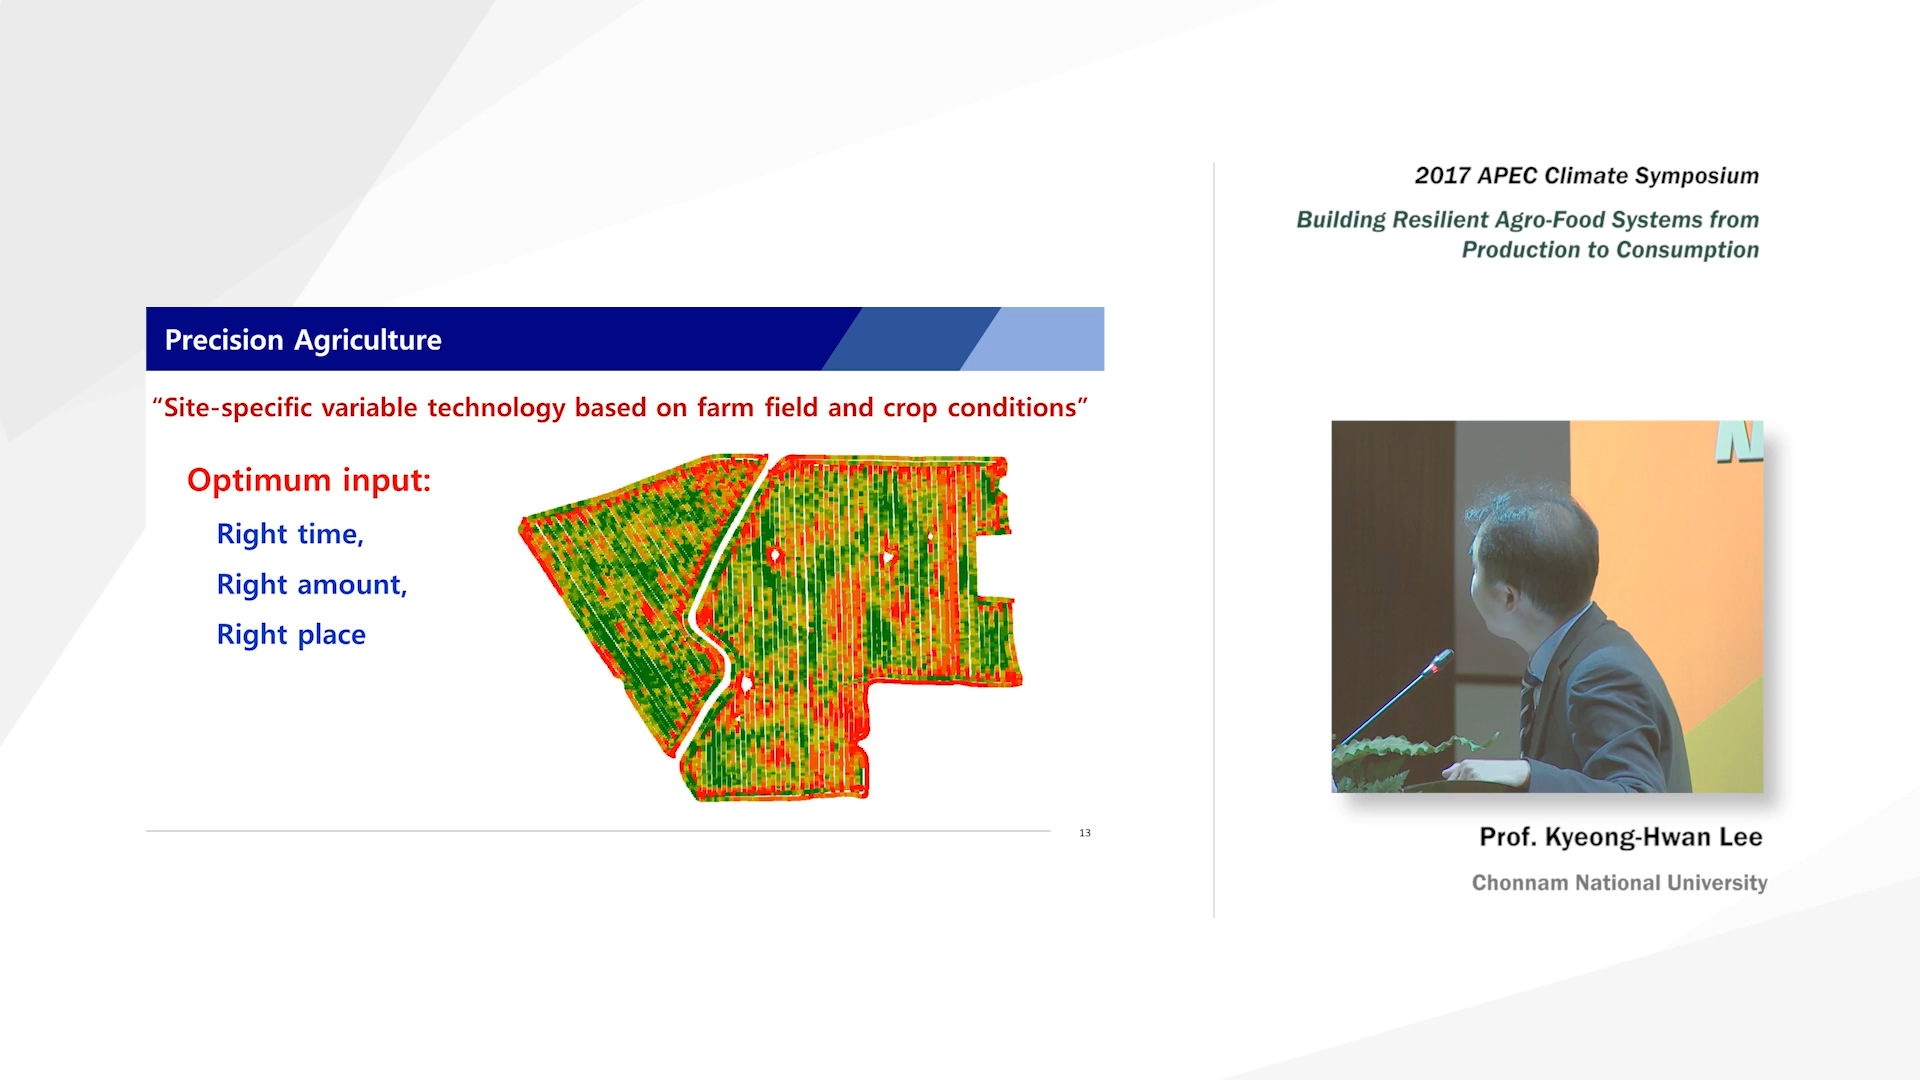 2017 APEC Climate Symposium
Building Resilient Agro-Food Systems from
Production to Consumption
Precision Agriculture
“Site-specific variable technology based on farm field and crop conditions”
Optimum input:
Right time,
Right amount,
Right place
13
Prof. Kyeong-Hwan Lee
Chonnam National University